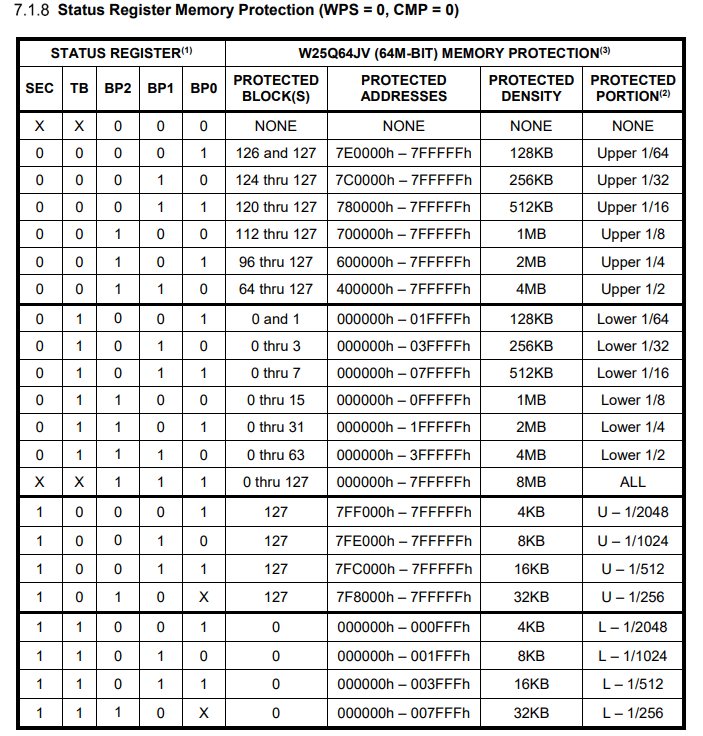 7.1.8 Status Register Memory Protection (WPS = 0, CMP = 0)
STATUS REGISTER(1) W25Q64JV (64M-BIT) MEMORY PROTECTION(3)
SEC TB BP2 BP1 BP0 PROTECTED BLOCK(S) PROTECTED ADDRESSES PROTECTED DENSITY PROTECTED PORTION(2)
X X 0 0 0 NONE NONE NONE NONE
0 0 0 0 1 126 and 127 7E0000h – 7FFFFFh 128KB Upper 1/64
0 0 0 1 0 124 thru 127 7C0000h – 7FFFFFh 256KB Upper 1/32
0 0 0 1 1 120 thru 127 780000h – 7FFFFFh 512KB Upper 1/16
0 0 1 0 0 112 thru 127 700000h – 7FFFFFh 1MB Upper 1/8
0 0 1 0 1 96 thru 127 600000h – 7FFFFFh 2MB Upper 1/4
0 0 1 1 0 64 thru 127 400000h – 7FFFFFh 4MB Upper 1/2
0 1 0 0 1 0 and 1 000000h – 01FFFFh 128KB Lower 1/64
0 1 0 1 0 0 thru 3 000000h – 03FFFFh 256KB Lower 1/32
0 1 0 1 1 0 thru 7 000000h – 07FFFFh 512KB Lower 1/16
0 1 1 0 0 0 thru 15 000000h – 0FFFFFh 1MB Lower 1/8
0 1 1 0 1 0 thru 31 000000h – 1FFFFFh 2MB Lower 1/4
0 1 1 1 0 0 thru 63 000000h – 3FFFFFh 4MB Lower 1/2
X X 1 1 1 0 thru 127 000000h – 7FFFFFh 8MB ALL
1 0 0 0 1 127 7FF000h – 7FFFFFh 4KB U – 1/2048
1 0 0 1 0 127 7FE000h – 7FFFFFh 8KB U – 1/1024
1 0 0 1 1 127 7FC000h – 7FFFFFh 16KB U – 1/512
1 0 1 0 X 127 7F8000h – 7FFFFFh 32KB U – 1/256
1 1 0 0 1 0 000000h – 000FFFh 4KB L – 1/2048
1 1 0 1 0 0 000000h – 001FFFh 8KB L – 1/1024
1 1 0 1 1 0 000000h – 003FFFh 16KB L – 1/512
1 1 1 0 X 0 000000h – 007FFFh 32KB L – 1/256